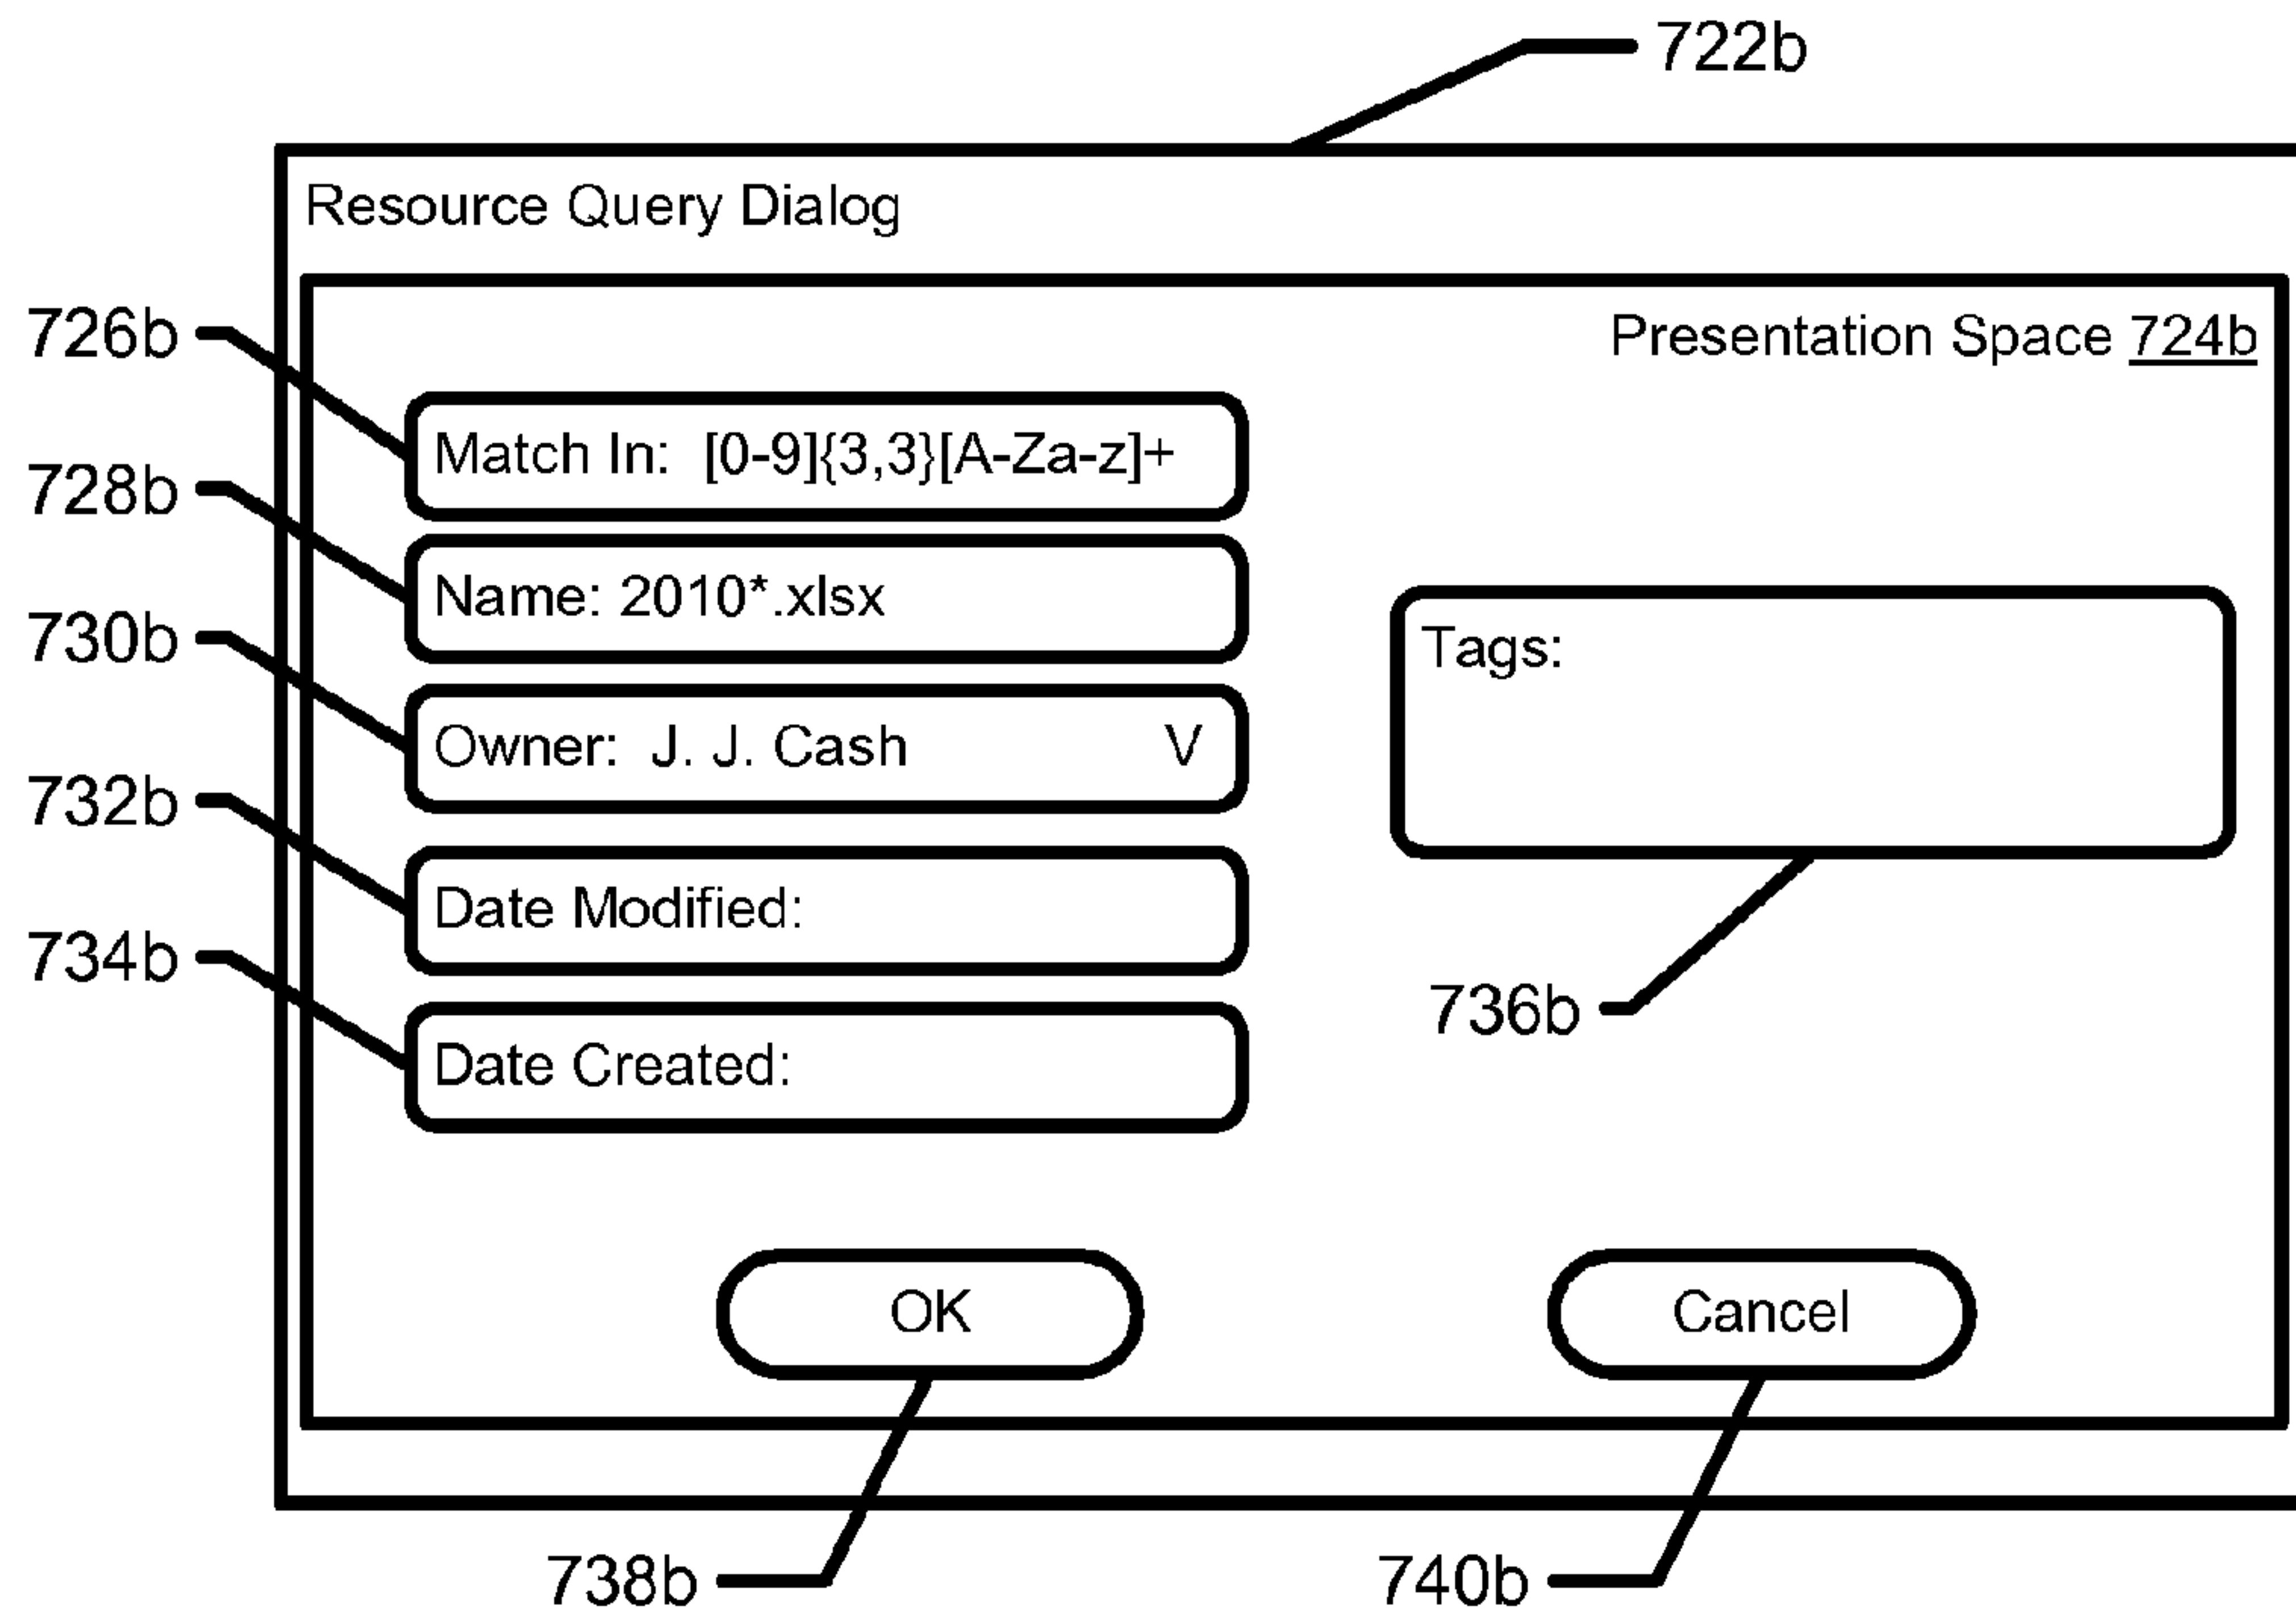 722b
Resource Query Dialog
726b
Presentation Space 724b
Match In: [0-9]{3,3}[A-Za-z]+
728b
Name: 2010*.xlsx
730b
Tags:
Owner: J. J. Cash V
732b
Date Modified:
734b
736b
Date Created:
OK
Cancel
738b
740b